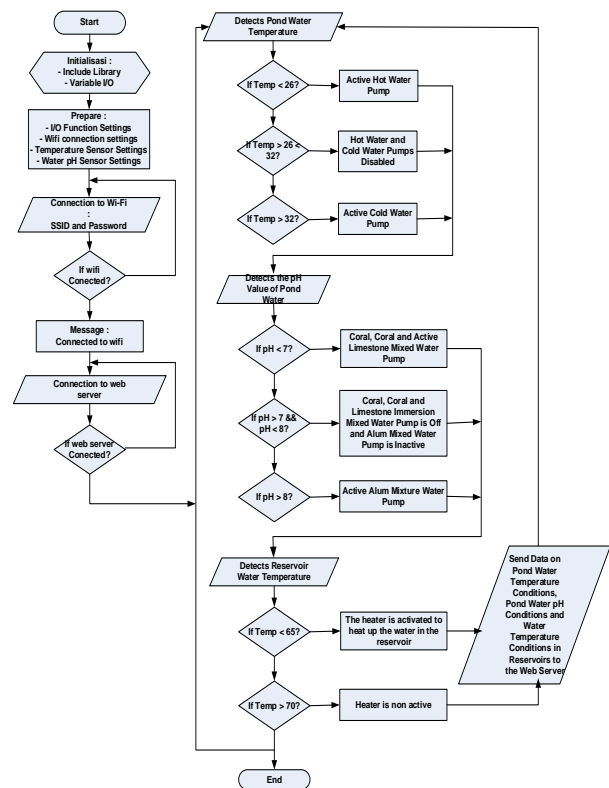 Start
Initialisasi :
- Include Library
- Variable I/O
Prepare :
- I/O Function Settings
- Wifi connection settings
- Temperature Sensor Settings
- Water pH Sensor Settings
Connection to Wi-Fi
:
SSID and Password
If wifi
Conected?
Message :
Connected to wifi
Connection to web
server
If web server
Conected?
Detects Pond Water
Temperature
If Temp < 26?
Active Hot Water
Pump
If Temp > 26 <
32?
Hot Water and
Cold Water Pumps
Disabled
If Temp > 32?
Active Cold Water
Pump
Detects the pH
Value of Pond
Water
If pH < 7?
Coral, Coral and Active
Limestone Mixed Water
Pump
If pH > 7 &&
pH < 8?
Coral, Coral and
Limestone Immersion
Mixed Water Pump is Off
and Alum Mixed Water
Pump is Inactive
If pH > 8?
Active Alum Mixture Water
Pump
Detects Reservoir
Water Temperature
If Temp < 65?
The heater is activated to
heat up the water in the
reservoir
If Temp > 70?
Heater is non active
Send Data on
Pond Water
Temperature
Conditions,
Pond Water pH
Conditions and
Water
Temperature
Conditions in
Reservoirs to
the Web Server
End